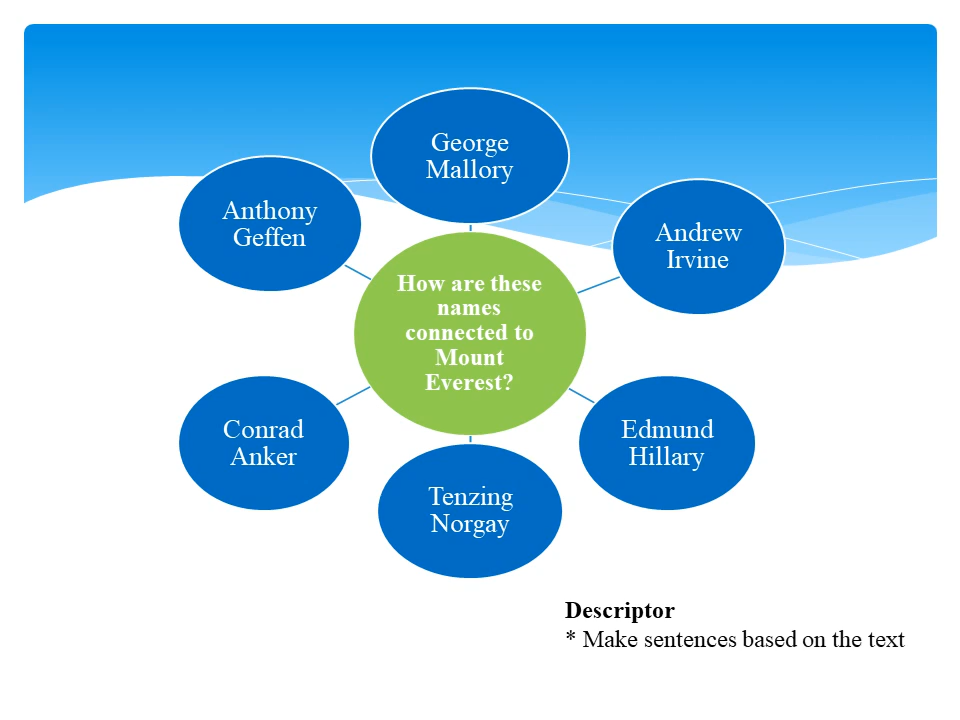 George
Mallory
Anthony
Geffen
Andrew
Irvine
How are these
names
connected to
Mount
Everest?
Conrad
Anker
Edmund
Hillary
Tenzing
Norgay
Descriptor
* Make sentences based on the text